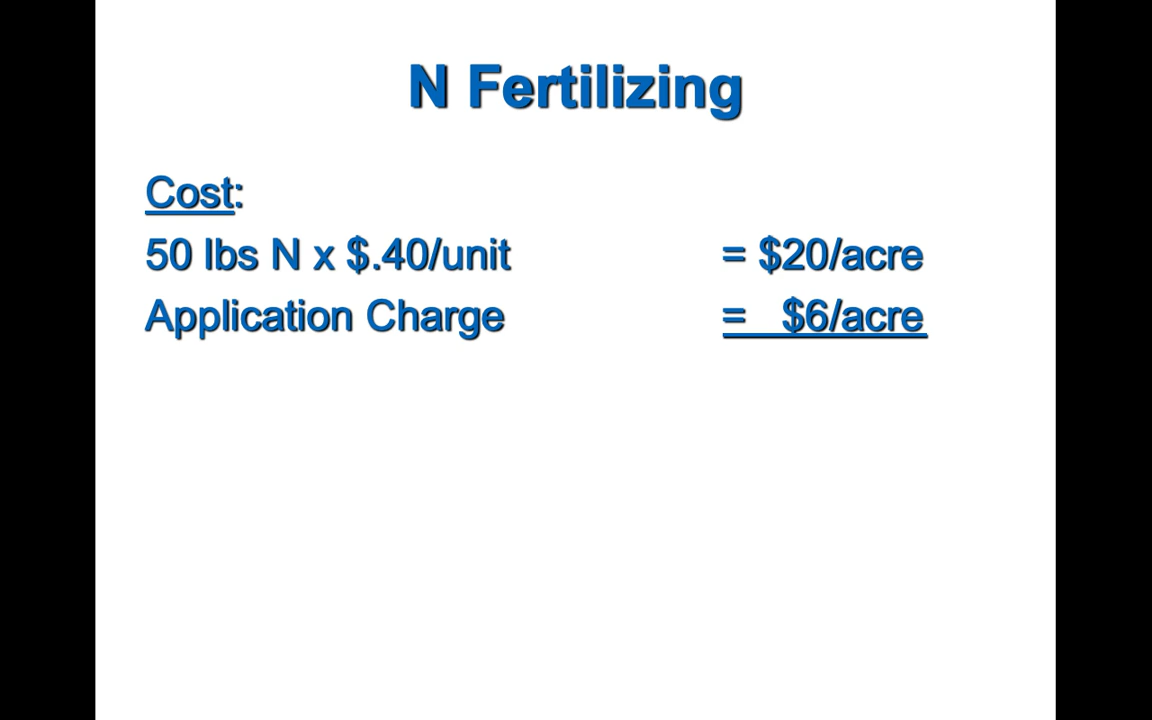 N Fertilizing
Cost:
50 lbs N x $.40/unit = $20/acre
Application Charge = $6/acre